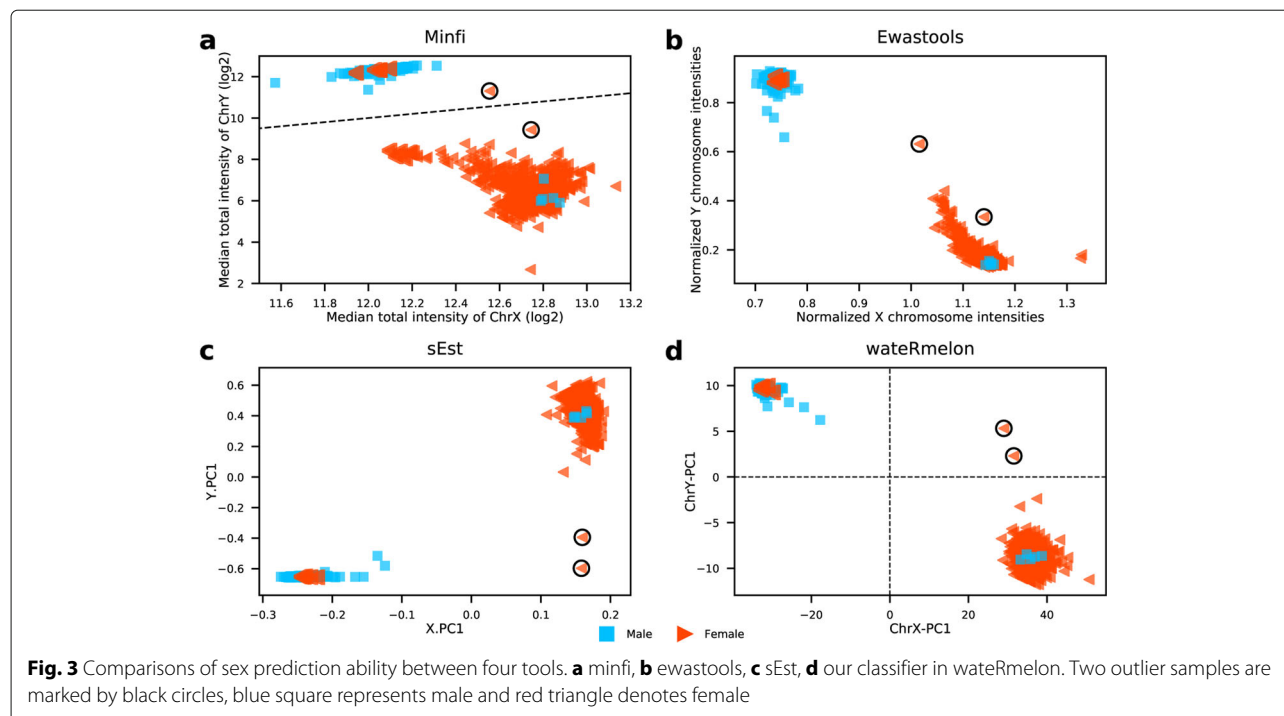 a Minfi
Median total intensity of ChrY (log2)
12
10
8
6
4
2
11.6 11.8 12.0 12.2 12.4 12.6 12.8 13.0 13.2
Median total intensity of ChrX (log2)
b Ewastools
Normalized Y chromosome intensities
0.8
0.6
0.4
0.2
0.7 0.8 0.9 1.0 1.1 1.2 1.3
Normalized X chromosome intensities
c sEst
Y.PC1
0.6
0.4
0.2
0.0
−0.2
−0.4
−0.6
−0.3 −0.2 −0.1 0.0 0.1 0.2
X.PC1
d wateRmelon
ChrY-PC1
10
5
0
−5
−10
−20 0 20 40
ChrX-PC1
Male Female
Fig. 3 Comparisons of sex prediction ability between four tools. a minfi, b ewastools, c sEst, d our classifier in wateRmelon. Two outlier samples are
marked by black circles, blue square represents male and red triangle denotes female